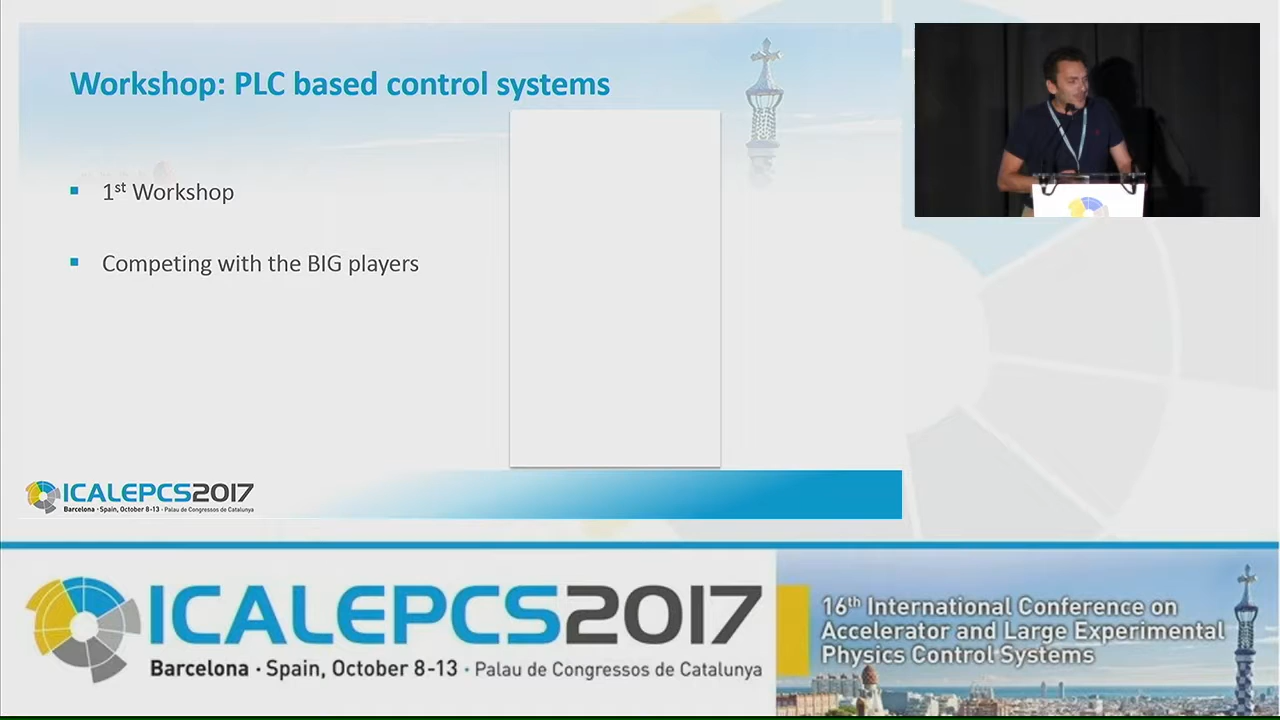 Workshop: PLC based control systems
1st Workshop
Competing with the BIG players
ICALEPCS2017
Barcelona · Spain, October 8-13 · Palau de Congressos de Catalunya
ICALEPCS2017
Barcelona · Spain, October 8-13 · Palau de Congressos de Catalunya
16th International Conference on
Accelerator and Large Experimental
Physics Control Systems